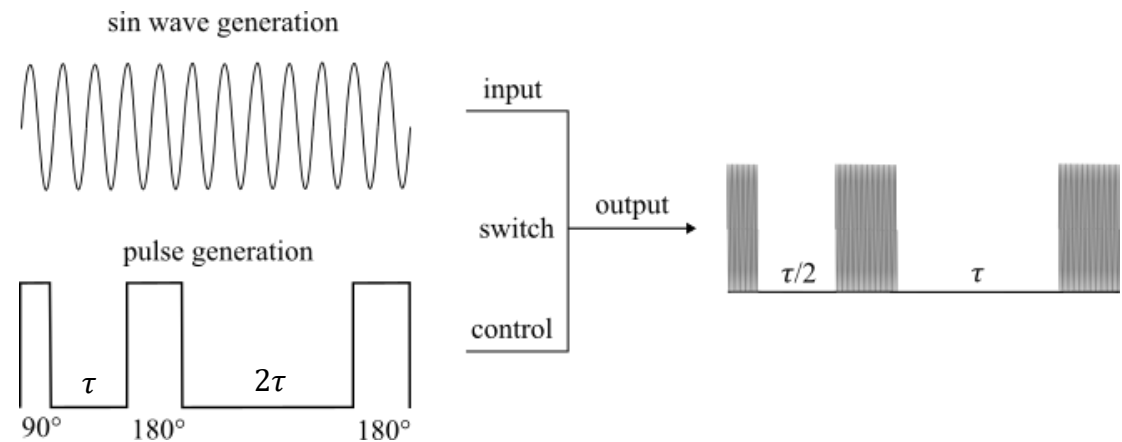 sin wave generation
input
switch
output
control
pulse generation
τ
2τ
90°
180°
180°
τ/2
τ